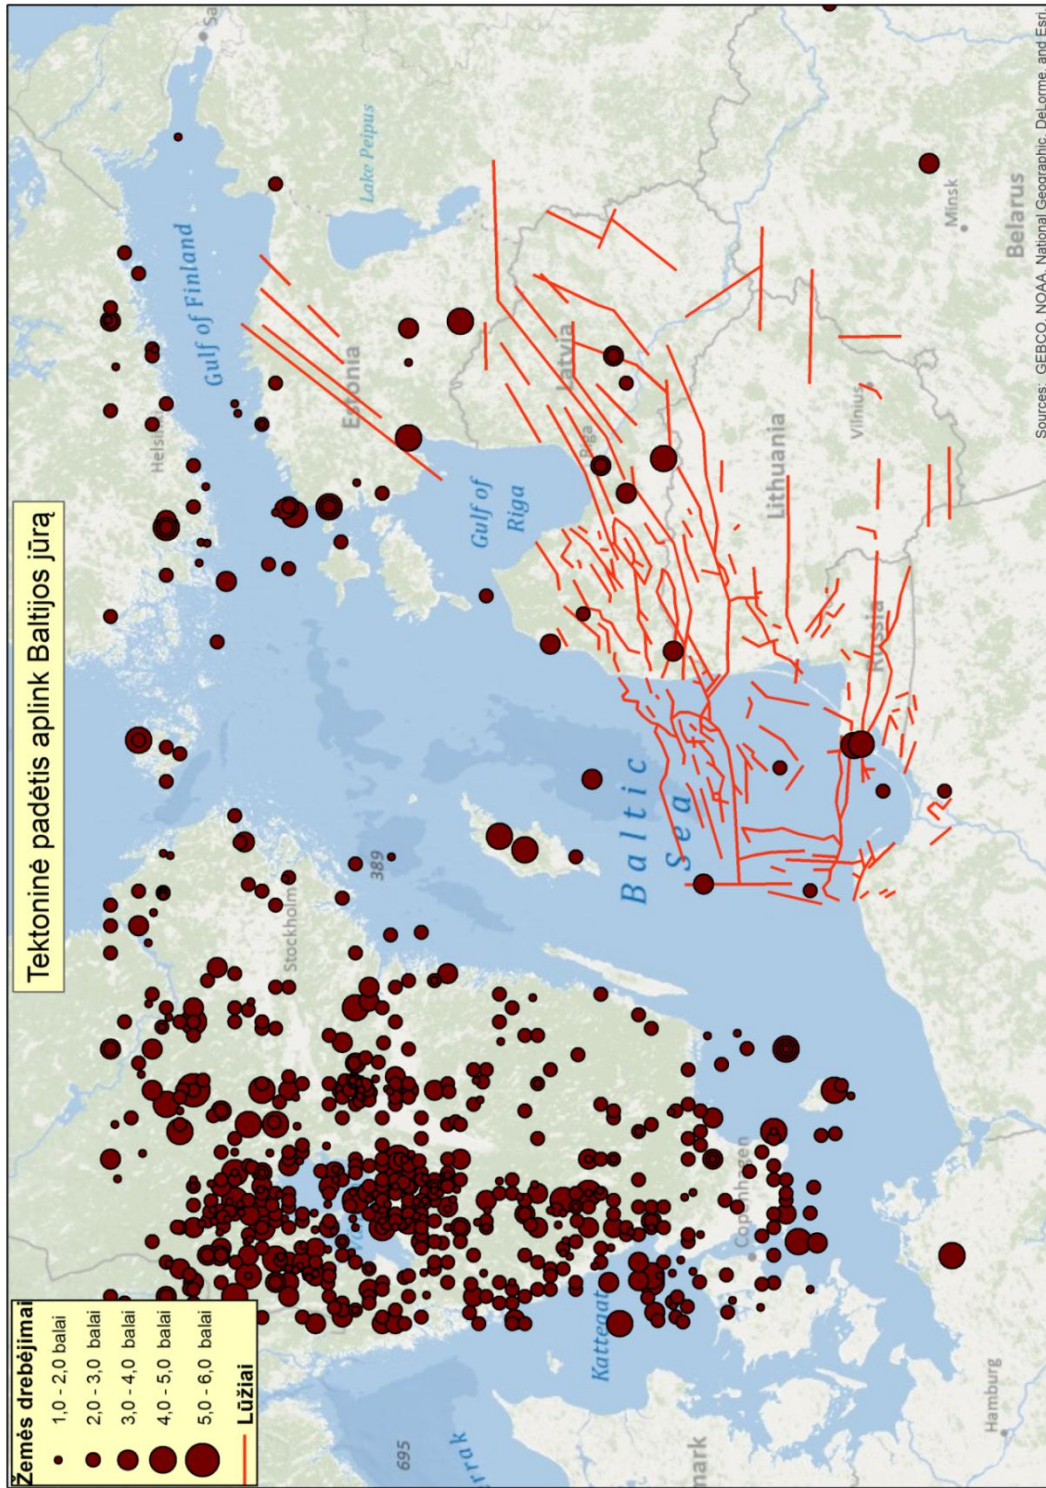 Tektoninė padėtis aplink Baltijos jūrą
Žemės drebėjimai
1,0 - 2,0 balai
2,0 - 3,0 balai
3,0 - 4,0 balai
4,0 - 5,0 balai
5,0 - 6,0 balai
Lūžiai
Gulf of Finland
Helsinki
Lake Peipus
Stockholm
389
Estonia
695
Gulf of
Riga
Riga
Latvia
Kattegat
Baltic
Sea
Copenhagen
Lithuania
Vilnius
Russia
Minsk
Hamburg
Belarus
Sources: GEBCO, NOAA, National Geographic, DeLorme, and Esri